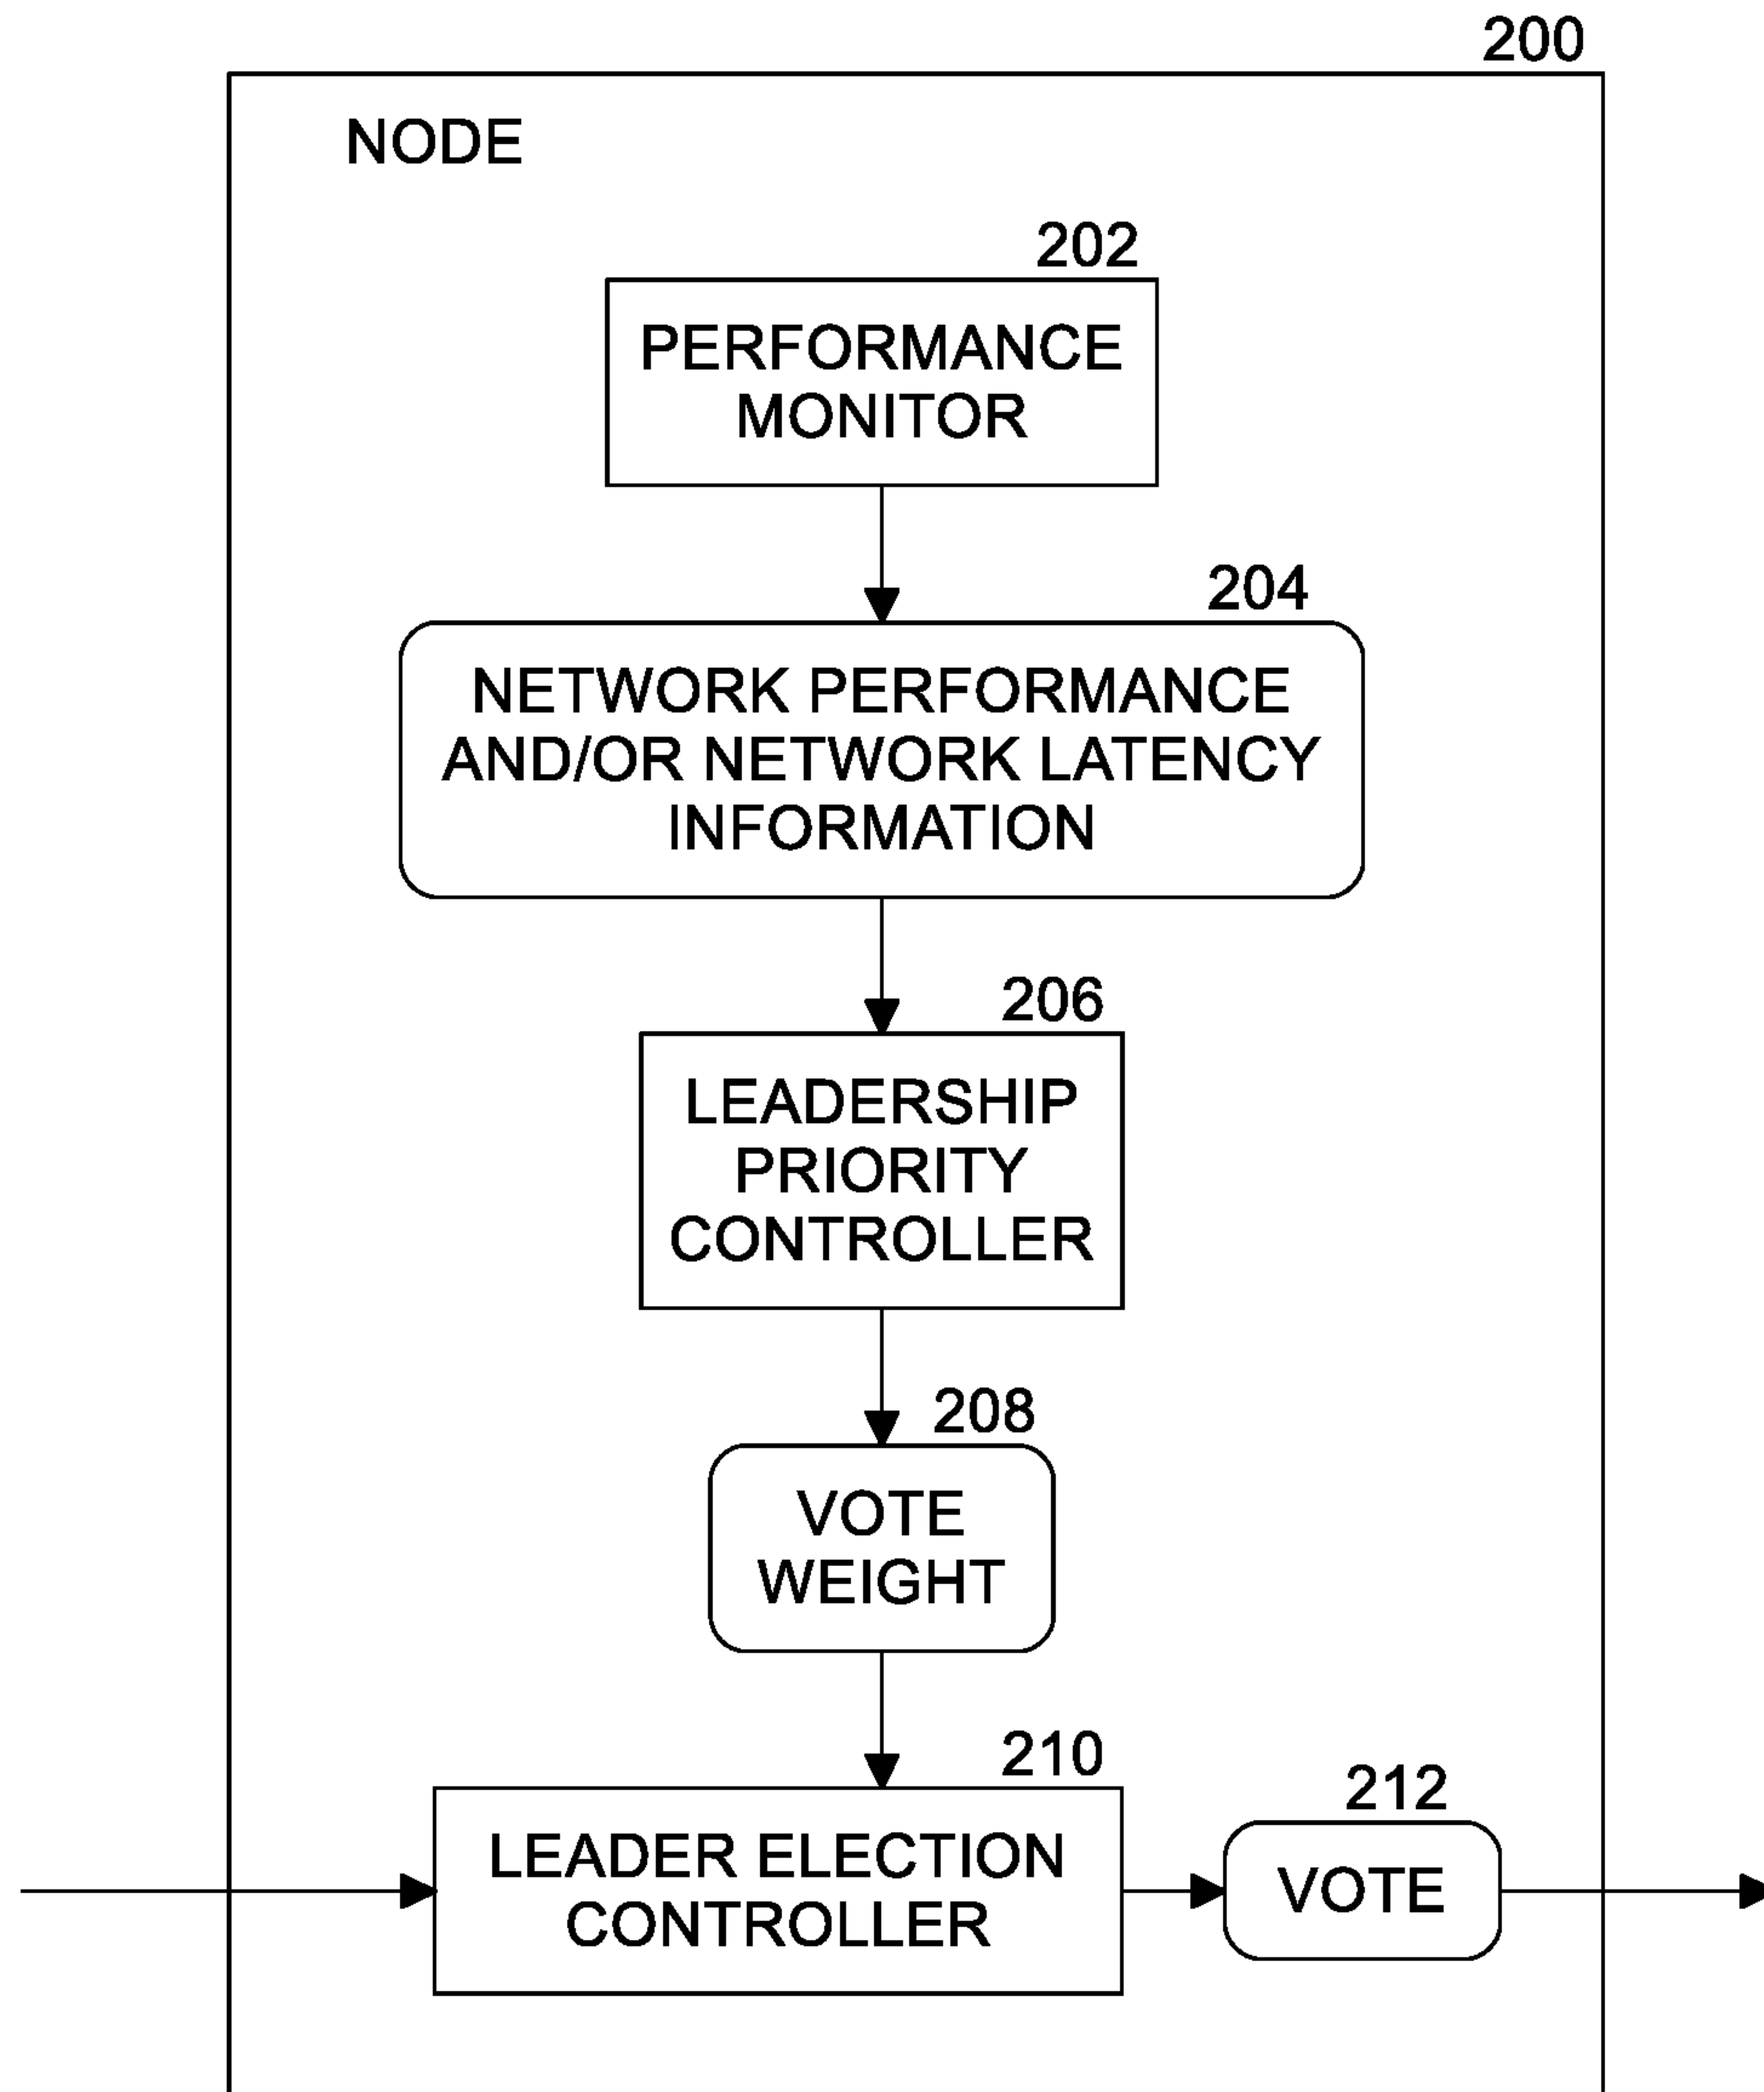 200
NODE
202
PERFORMANCE
MONITOR
204
NETWORK PERFORMANCE
AND/OR NETWORK LATENCY
INFORMATION
206
LEADERSHIP
PRIORITY
CONTROLLER
208
VOTE
WEIGHT
210
LEADER ELECTION
CONTROLLER
212
VOTE